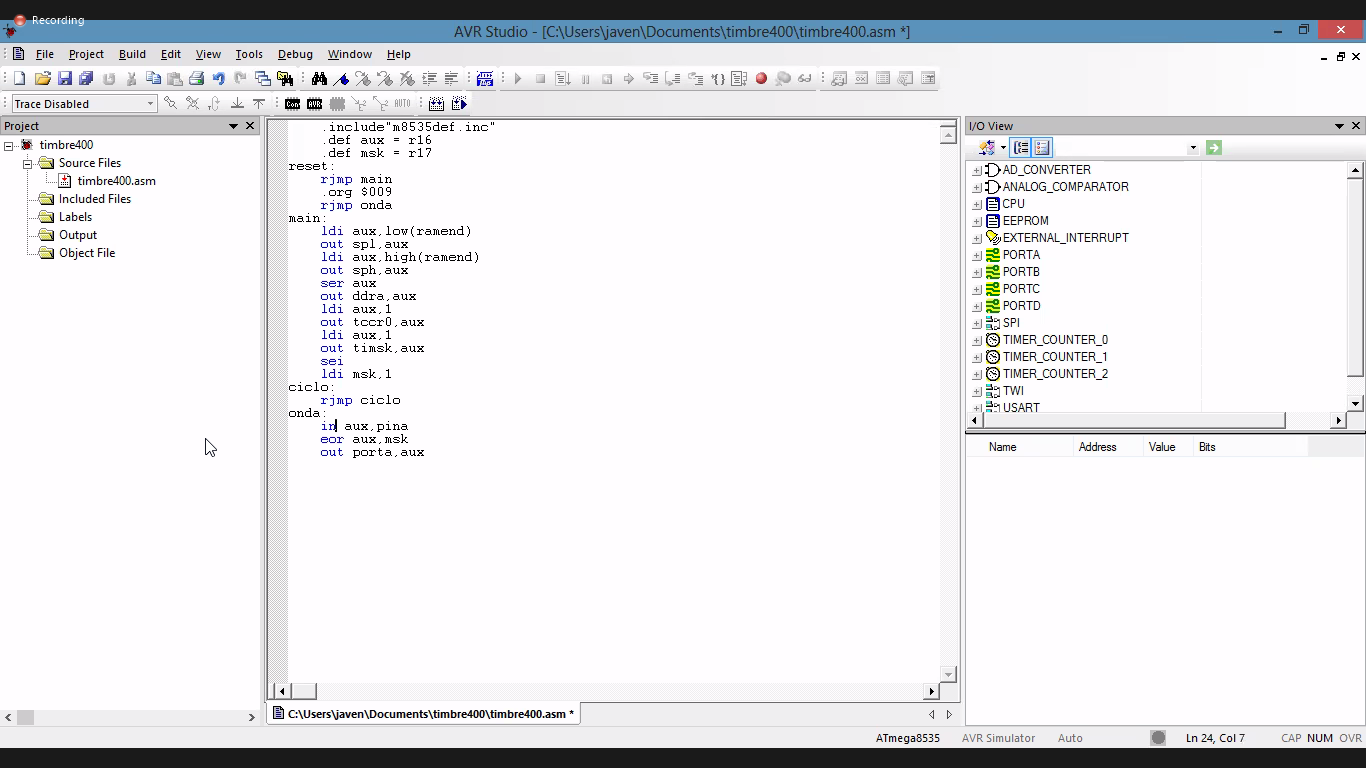 Recording
AVR Studio - [C:\Users\javen\Documents\timbre400\timbre400.asm *]
File Project Build Edit View Tools Debug Window Help
Trace Disabled
Con AVR AUTO
Project
timbre400
Source Files
timbre400.asm
Included Files
Labels
Output
Object File
.include"m8535def.inc"
.def aux = r16
.def msk = r17
reset:
rjmp main
.org $009
rjmp onda
main:
ldi aux,low(ramend)
out spl,aux
ldi aux,high(ramend)
out sph,aux
ser aux
out ddra,aux
ldi aux,1
out tccr0,aux
ldi aux,1
out timsk,aux
sei
ldi msk,1
ciclo:
rjmp ciclo
onda:
in aux,pina
eor aux,msk
out porta,aux
C:\Users\javen\Documents\timbre400\timbre400.asm *
I/O View
AD_CONVERTER
ANALOG_COMPARATOR
CPU
EEPROM
EXTERNAL_INTERRUPT
PORTA
PORTB
PORTC
PORTD
SPI
TIMER_COUNTER_0
TIMER_COUNTER_1
TIMER_COUNTER_2
TWI
USART
Name Address Value Bits
ATmega8535 AVR Simulator Auto Ln 24, Col 7 CAP NUM OVR